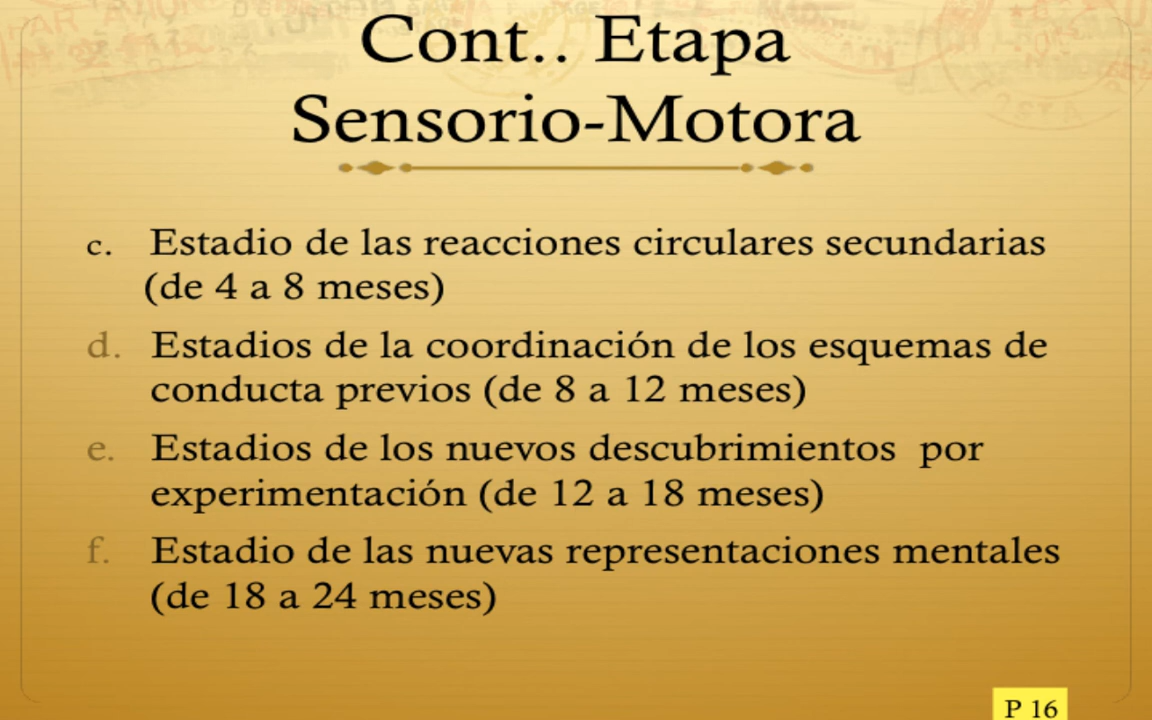 Cont.. Etapa
Sensorio-Motora
c. Estadio de las reacciones circulares secundarias
(de 4 a 8 meses)
d. Estadios de la coordinación de los esquemas de
conducta previos (de 8 a 12 meses)
e. Estadios de los nuevos descubrimientos por
experimentación (de 12 a 18 meses)
f. Estadio de las nuevas representaciones mentales
(de 18 a 24 meses)
P 16